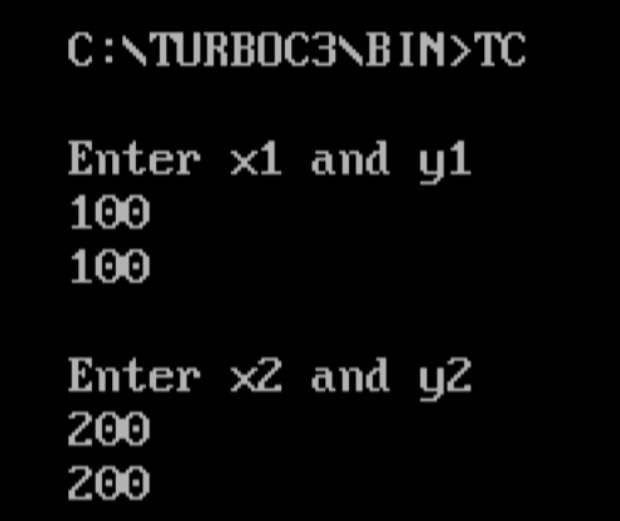 C:\TURBOC3\BIN>TC
Enter x1 and y1
100
100
Enter x2 and y2
200
200